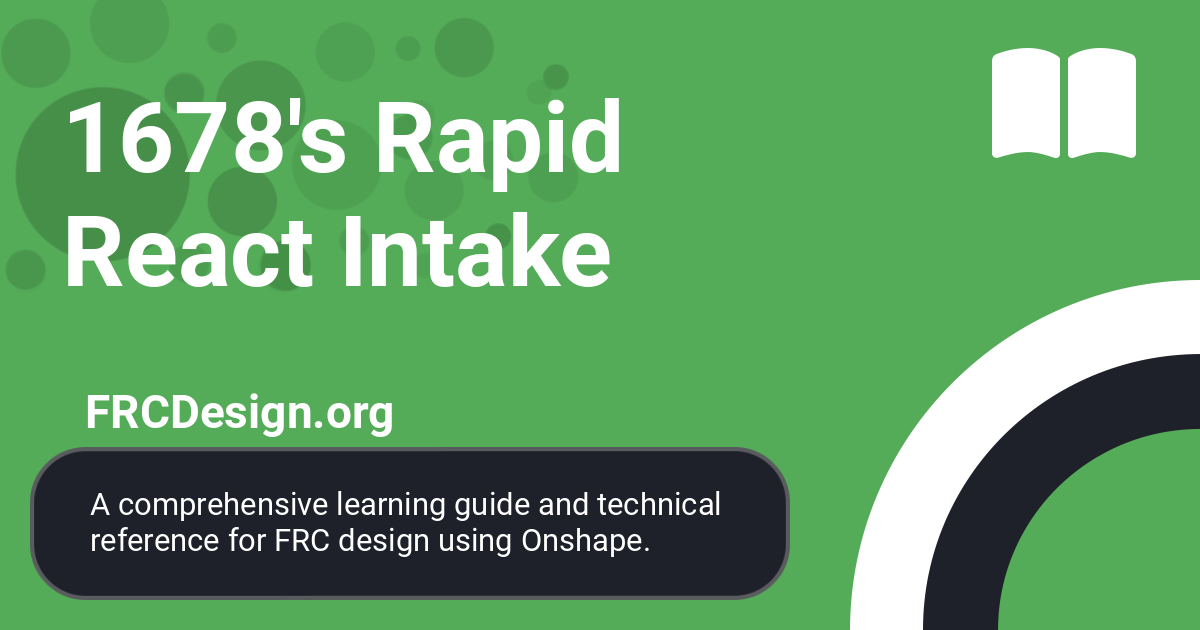 1678's Rapid
React Intake
FRCDesign.org
A comprehensive learning guide and technical
reference for FRC design using Onshape.